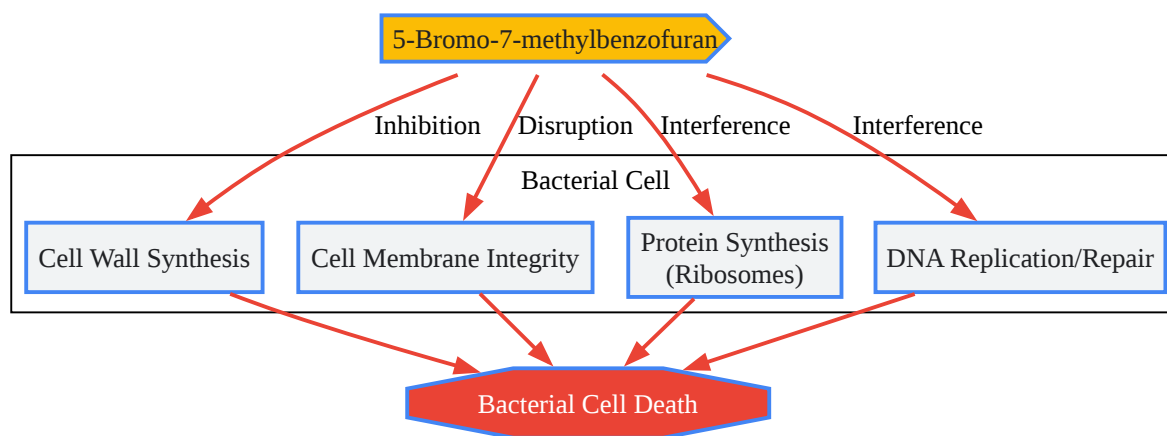 5-Bromo-7-methylbenzofuran
Inhibition
Disruption
Interference
Interference
Bacterial Cell
Cell Wall Synthesis
Cell Membrane Integrity
Protein Synthesis
(Ribosomes)
DNA Replication/Repair
Bacterial Cell Death